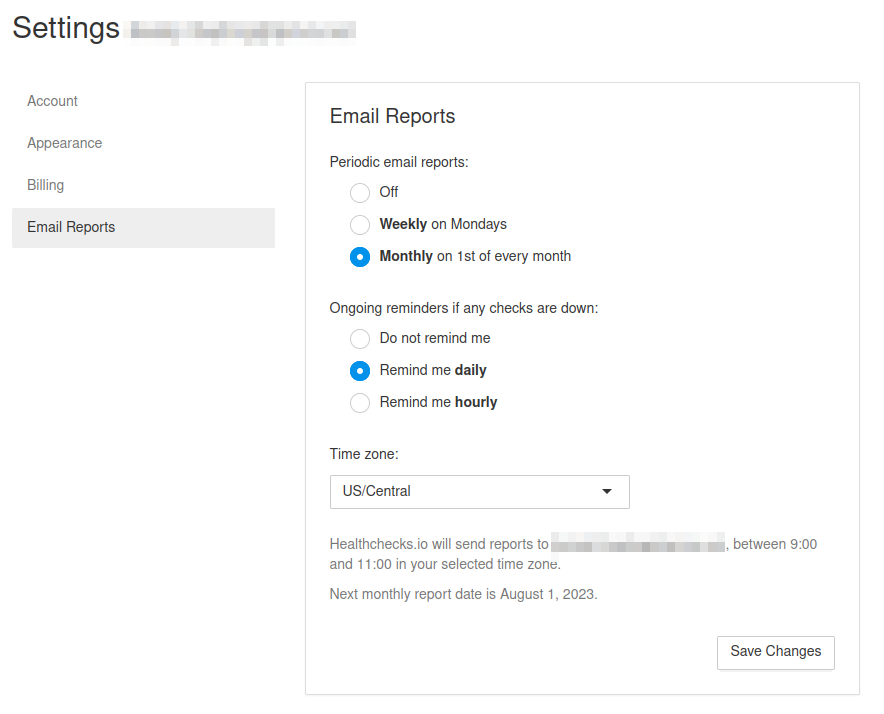 Settings
Account
Appearance
Billing
Email Reports
Email Reports
Periodic email reports:
Off
Weekly on Mondays
Monthly on 1st of every month
Ongoing reminders if any checks are down:
Do not remind me
Remind me daily
Remind me hourly
Time zone:
US/Central
Healthchecks.io will send reports to , between 9:00
and 11:00 in your selected time zone.
Next monthly report date is August 1, 2023.
Save Changes